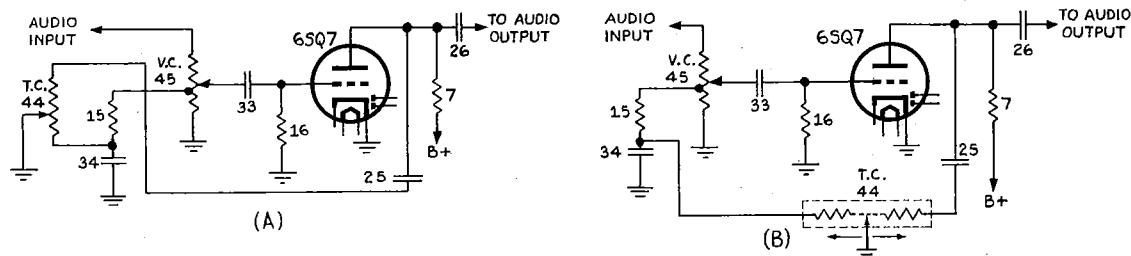 AUDIO
INPUT
T.C.
44
V.C.
45
15
34
33
16
6SQ7
7
B+
25
26
TO AUDIO
OUTPUT
(A)
AUDIO
INPUT
V.C.
45
15
34
33
16
6SQ7
7
B+
25
26
TO AUDIO
OUTPUT
T.C.
44
(B)